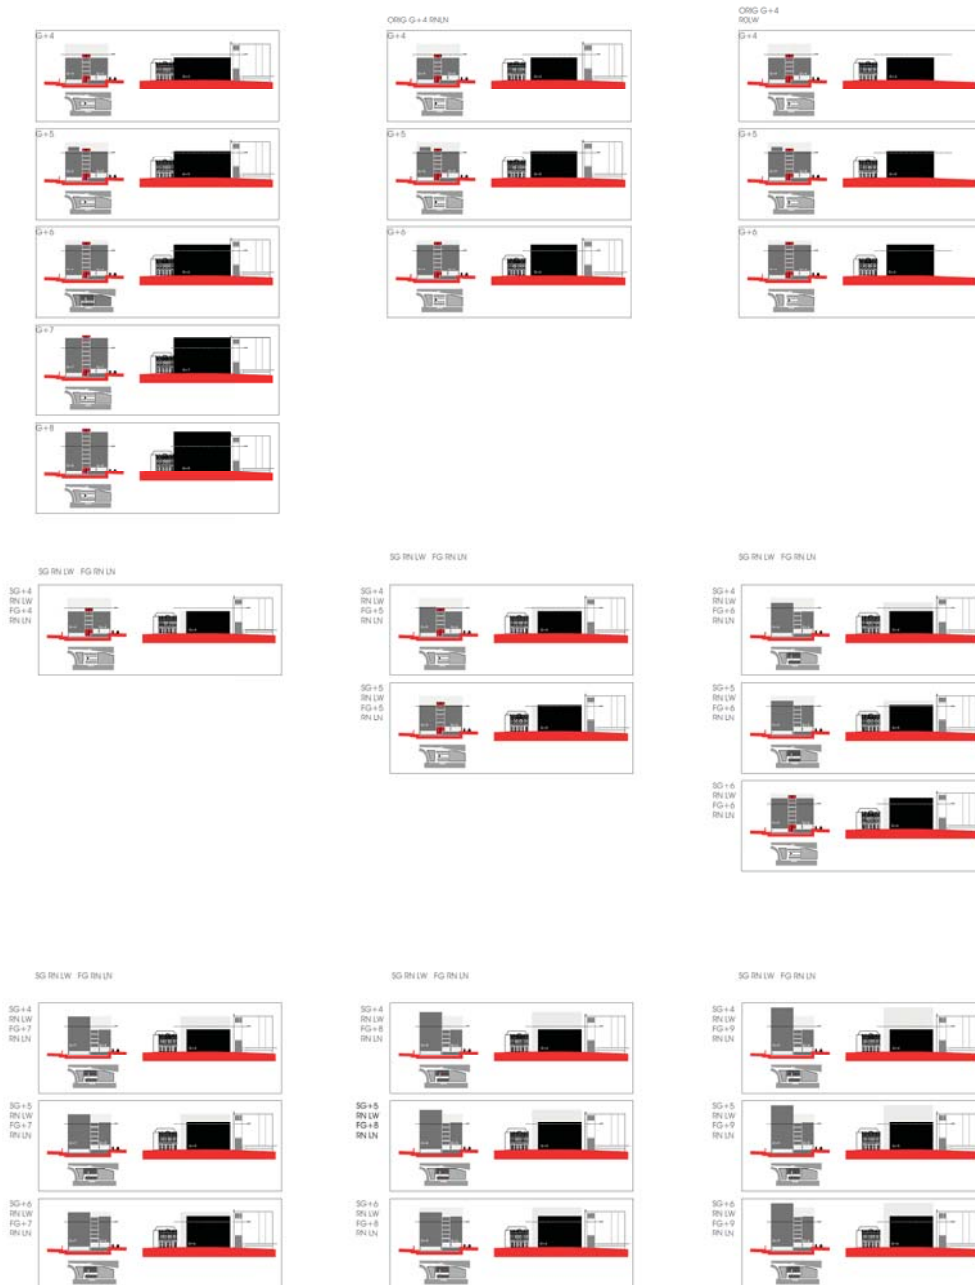 ORIG G+4 RNLN
ORIG G+4
ROLW
G+4
G+4
G+4
G+5
G+5
G+5
G+6
G+6
G+6
G+7
G+8
SG RN LW FG RN LN
SG RN LW FG RN LN
SG RN LW FG RN LN
SG+4
RN LW
FG+4
RN LN
SG+4
RN LW
FG+5
RN LN
SG+4
RN LW
FG+6
RN LN
SG+5
RN LW
FG+5
RN LN
SG+5
RN LW
FG+6
RN LN
SG+6
RN LW
FG+6
RN LN
SG RN LW FG RN LN
SG RN LW FG RN LN
SG RN LW FG RN LN
SG+4
RN LW
FG+7
RN LN
SG+4
RN LW
FG+8
RN LN
SG+4
RN LW
FG+9
RN LN
SG+5
RN LW
FG+7
RN LN
SG+5
RN LW
FG+8
RN LN
SG+5
RN LW
FG+9
RN LN
SG+6
RN LW
FG+7
RN LN
SG+6
RN LW
FG+8
RN LN
SG+6
RN LW
FG+9
RN LN